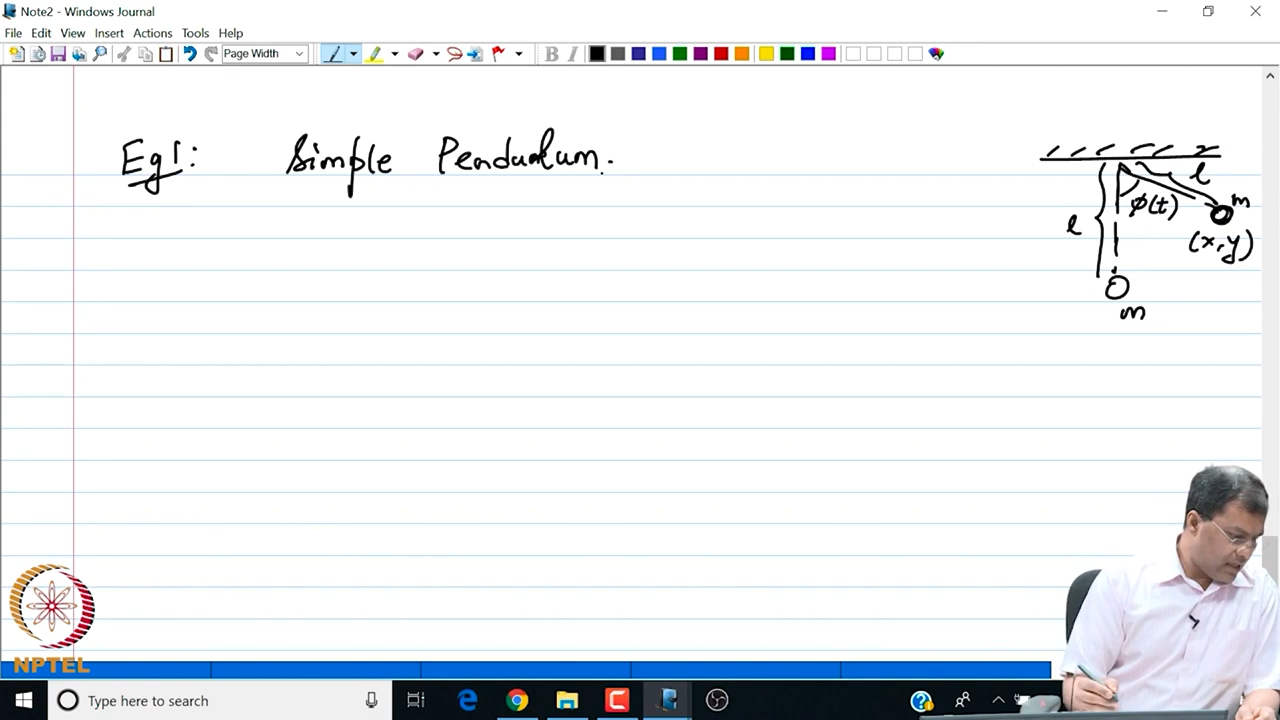 Note2 - Windows Journal
File Edit View Insert Actions Tools Help
Page Width
B I
Eg1: Simple Pendulum.
l
m
l
ϕ(t)
(x,y)
m
NPTEL
Type here to search